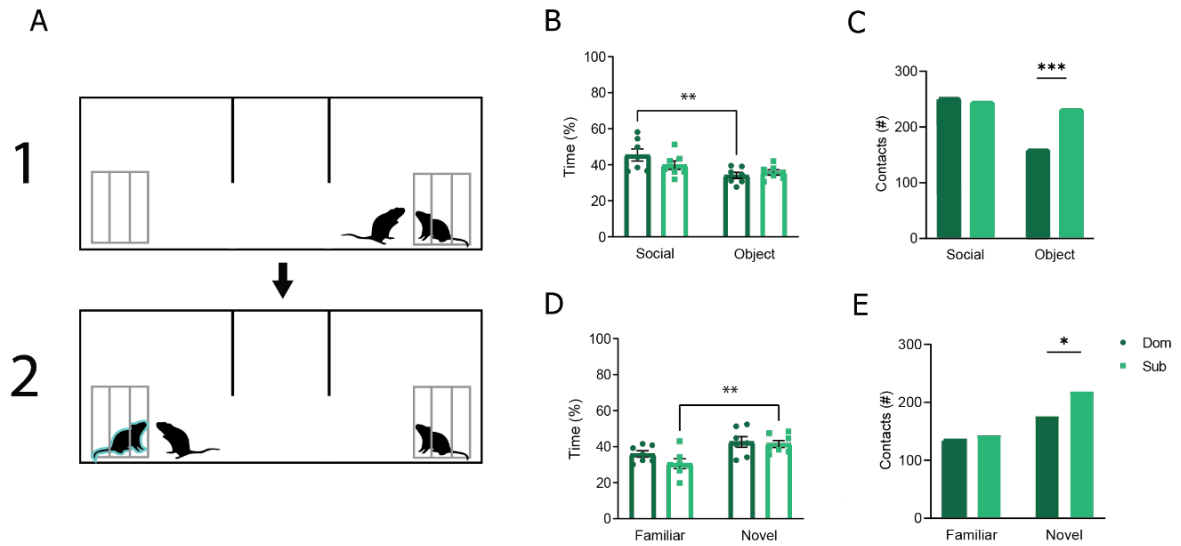 A
1
2
B
Time (%)
100
80
60
40
20
0
**
Social
Object
C
Contacts (#)
300
200
100
0
***
Social
Object
D
Time (%)
100
80
60
40
20
0
**
Familiar
Novel
E
Contacts (#)
300
200
100
0
*
Familiar
Novel
Dom
Sub